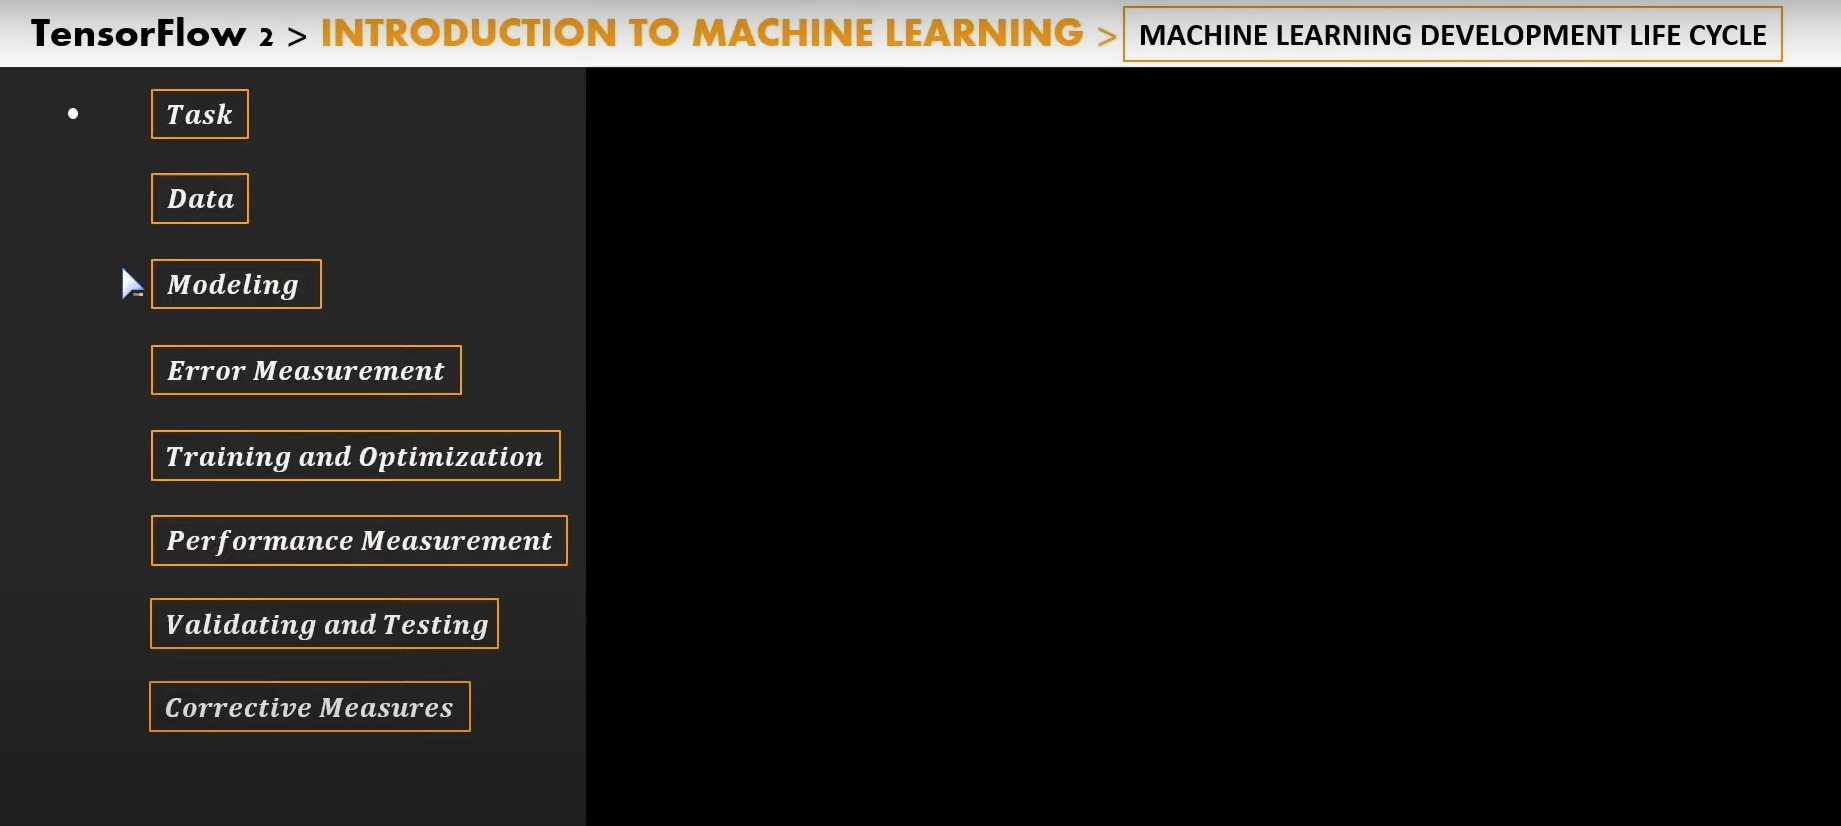 TensorFlow 2 > INTRODUCTION TO MACHINE LEARNING > MACHINE LEARNING DEVELOPMENT LIFE CYCLE
• Task
Data
Modeling
Error Measurement
Training and Optimization
Performance Measurement
Validating and Testing
Corrective Measures